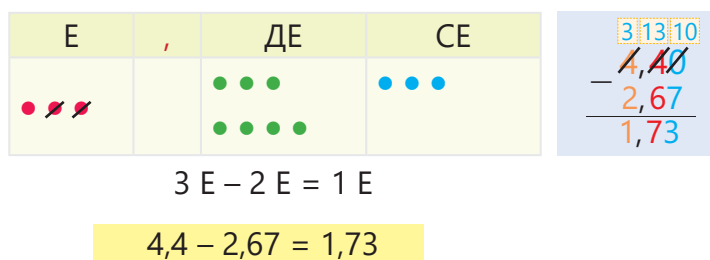 Е , ДЕ СЕ
3 13 10
4,40
– 2,67
1,73
3 Е – 2 Е = 1 Е
4,4 – 2,67 = 1,73